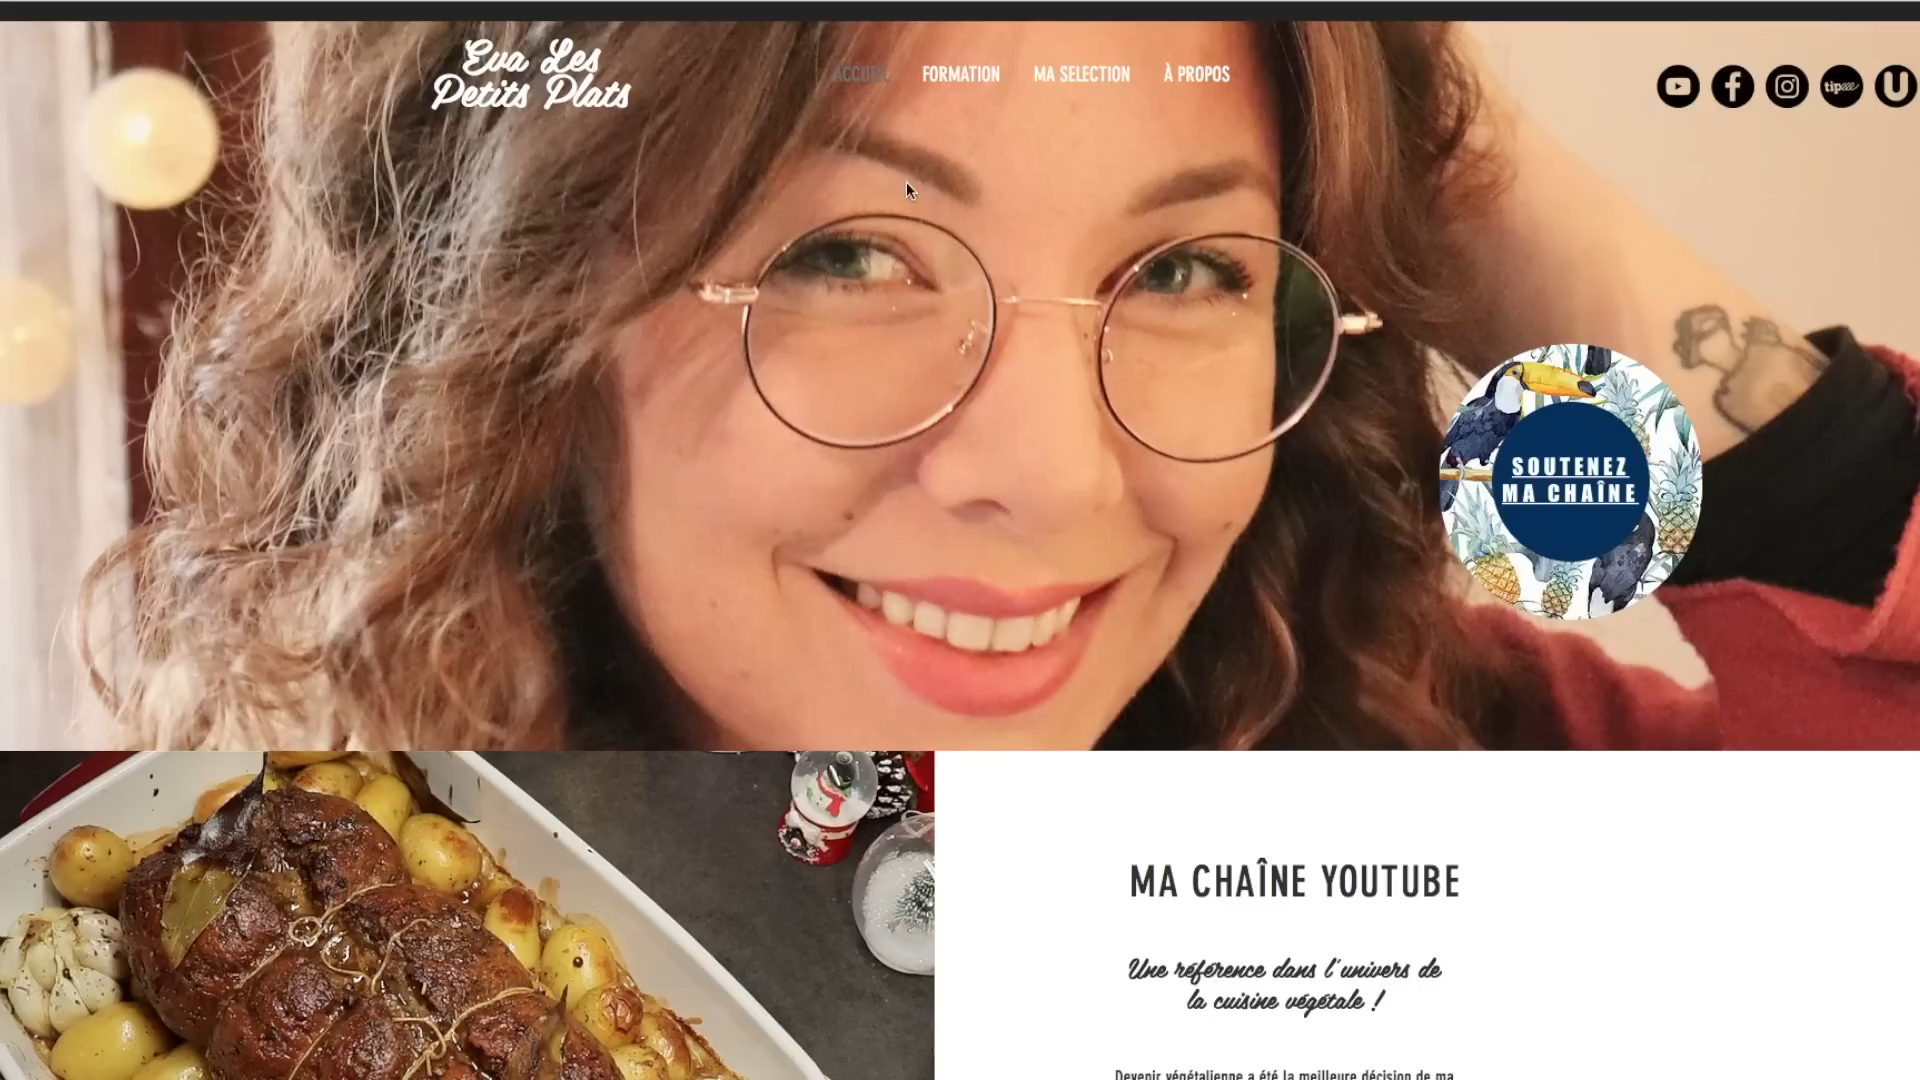 Eva Les
Petits Plats
ACCUEIL
FORMATION
MA SELECTION
À PROPOS
tipeee
U
SOUTENEZ
MA CHAÎNE
MA CHAÎNE YOUTUBE
Une référence dans l'univers de
la cuisine végétale !
Devenir végétalienne a été la meilleure décision de ma